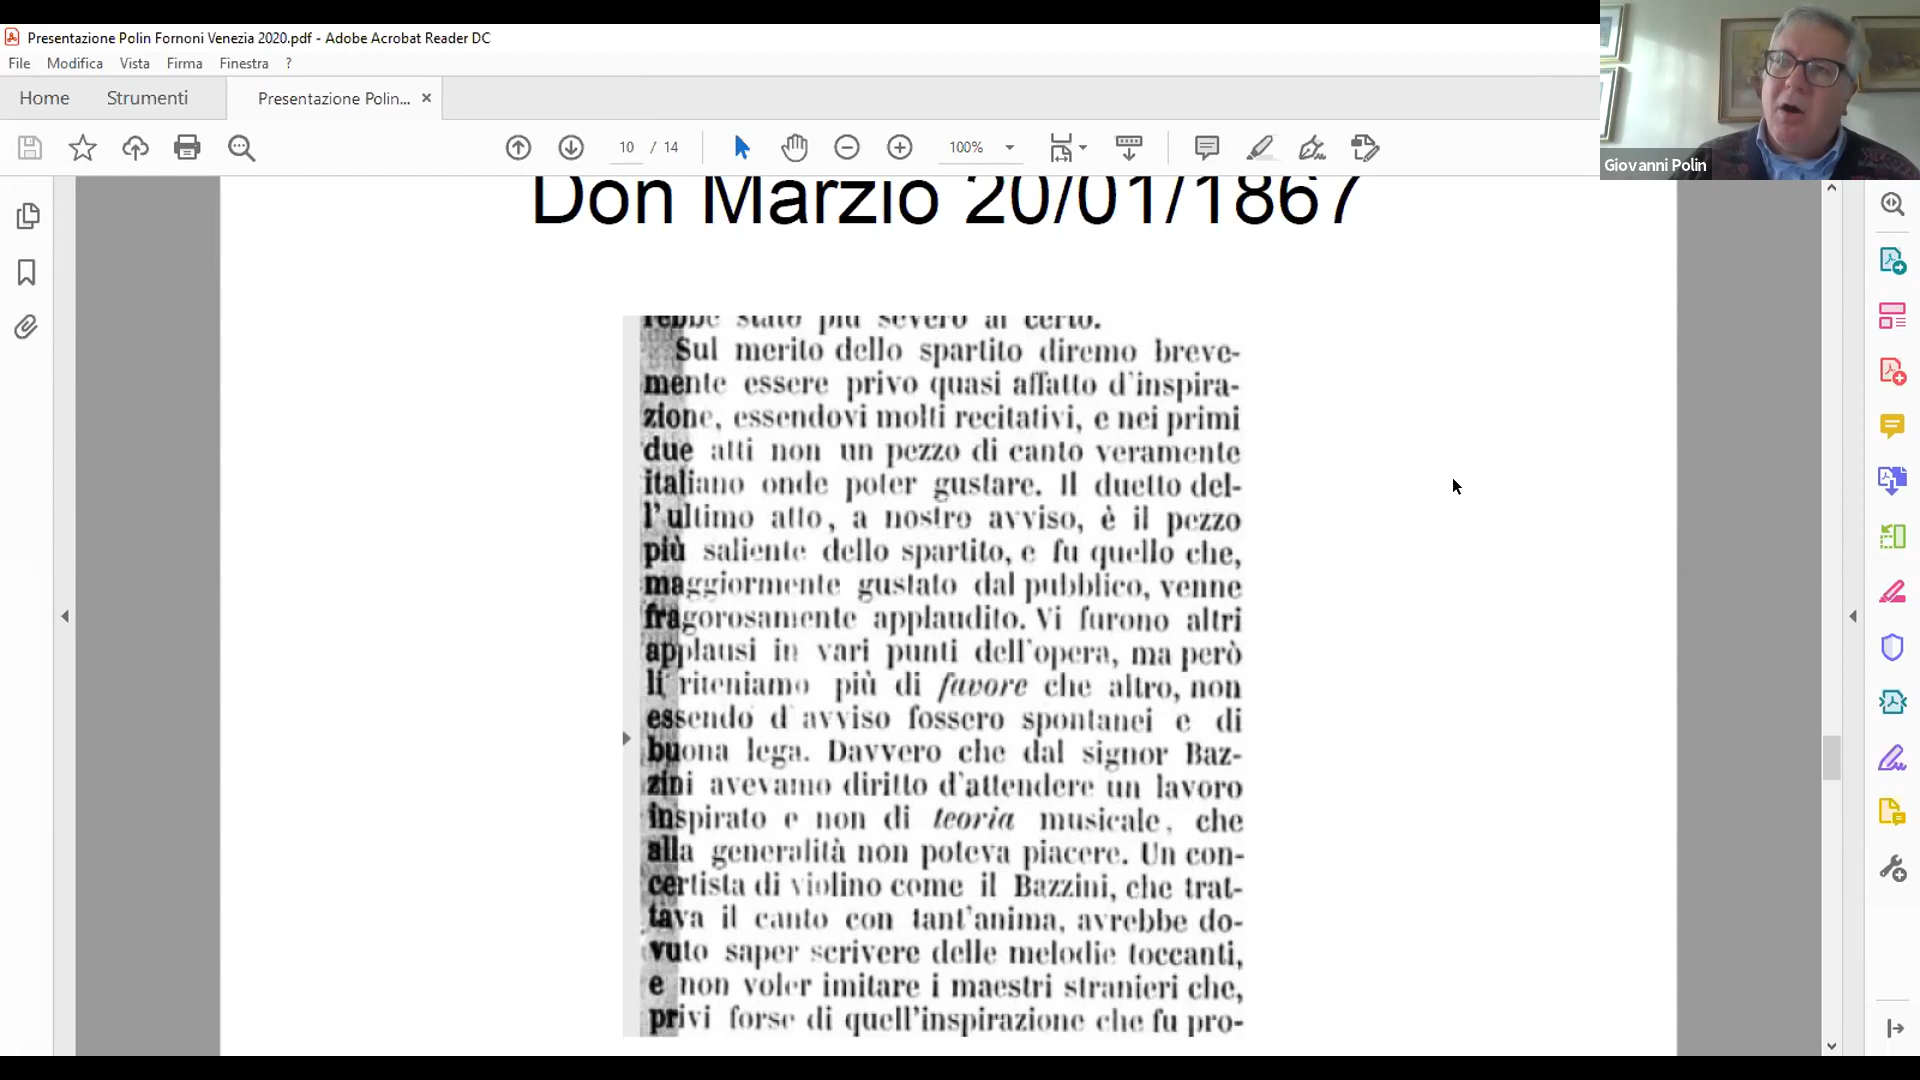 Presentazione Polin Fornoni Venezia 2020.pdf - Adobe Acrobat Reader DC
File Modifica Vista Firma Finestra ?
Home Strumenti Presentazione Polin... ×
10 / 14 100%
Giovanni Polin
Don Marzio 20/01/1867
rebbe stato più severo al certo.
Sul merito dello spartito diremo breve-
mente essere privo quasi affatto d'inspira-
zione, essendovi molti recitativi, e nei primi
due atti non un pezzo di canto veramente
italiano onde poter gustare. Il duetto del-
l'ultimo atto, a nostro avviso, è il pezzo
più saliente dello spartito, e fu quello che,
maggiormente gustato dal pubblico, venne
fragorosamente applaudito. Vi furono altri
applausi in vari punti dell'opera, ma però
li riteniamo più di favore che altro, non
essendo d'avviso fossero spontanei e di
buona lega. Davvero che dal signor Baz-
zini avevamo diritto d'attendere un lavoro
inspirato e non di teoria musicale, che
alla generalità non poteva piacere. Un con-
certista di violino come il Bazzini, che trat-
tava il canto con tant'anima, avrebbe do-
vuto saper scrivere delle melodie toccanti,
e non voler imitare i maestri stranieri che,
privi forse di quell'inspirazione che fu pro-